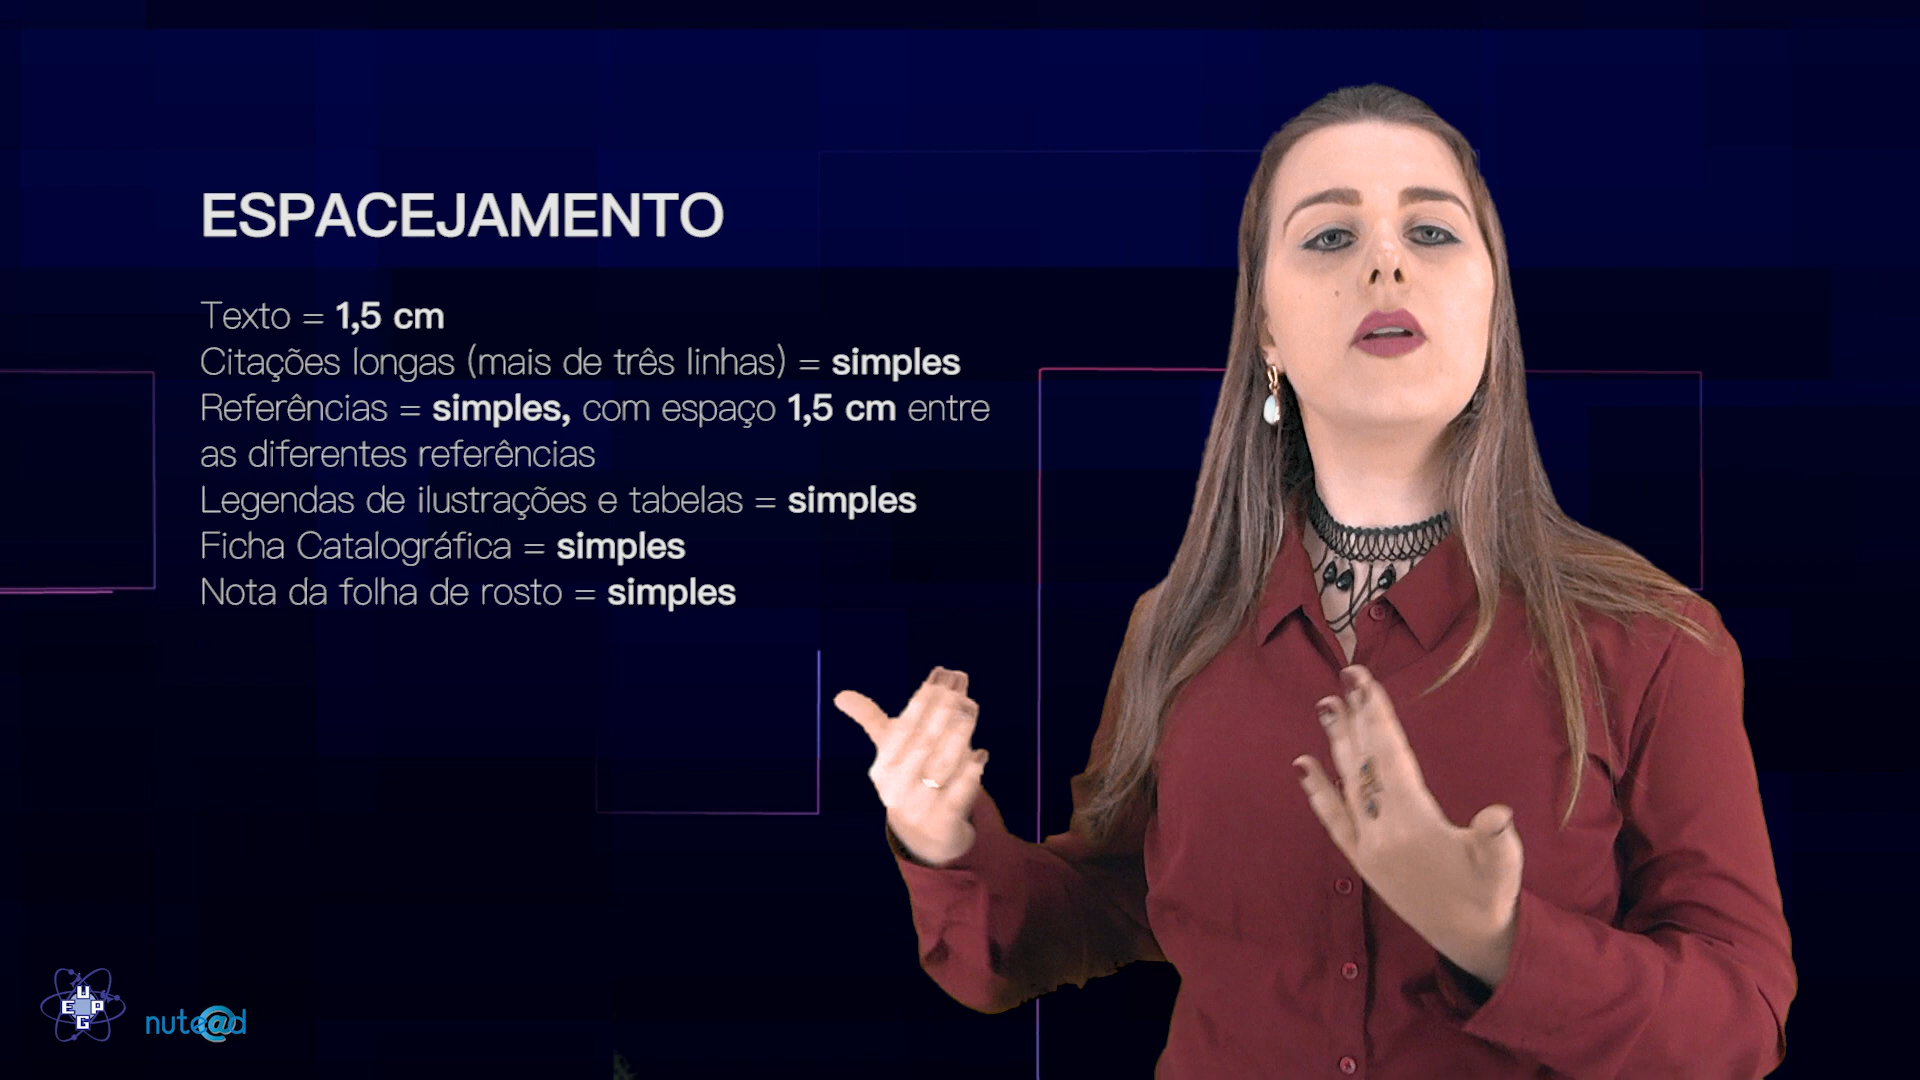 ESPACEJAMENTO
Texto = 1,5 cm
Citações longas (mais de três linhas) = simples
Referências = simples, com espaço 1,5 cm entre
as diferentes referências
Legendas de ilustrações e tabelas = simples
Ficha Catalográfica = simples
Nota da folha de rosto = simples
UEPG
nute@d